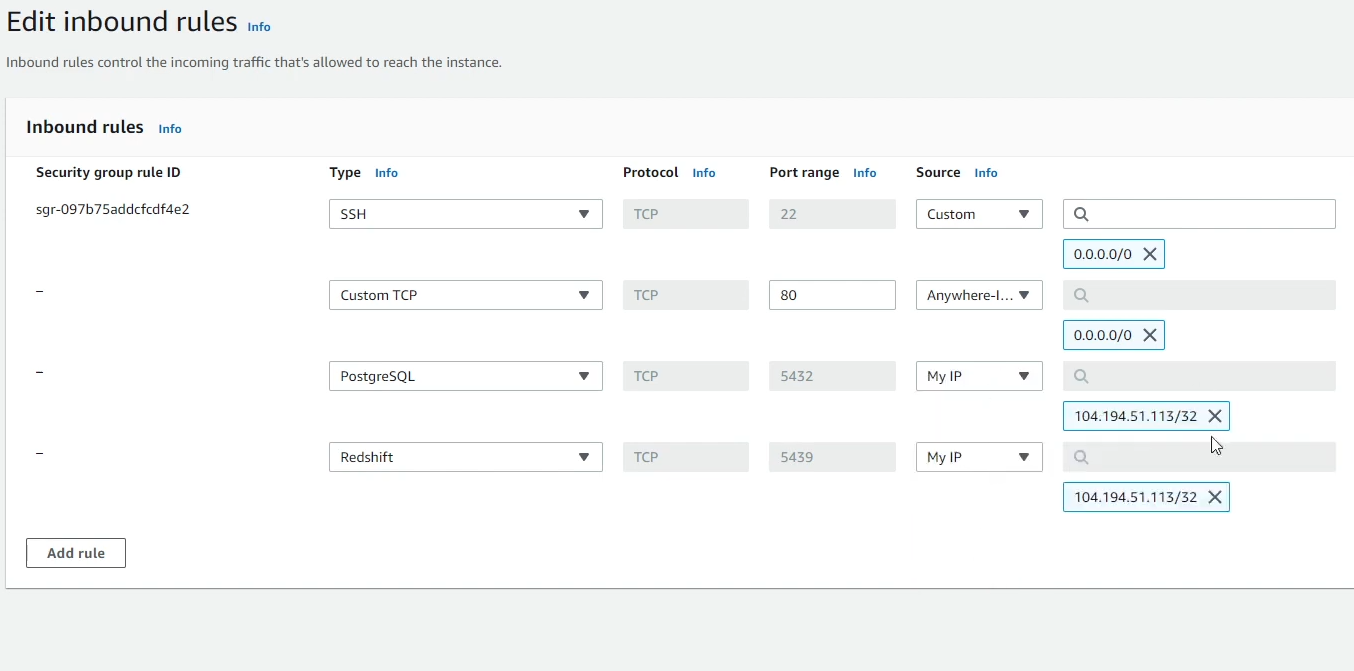 Edit inbound rules Info
Inbound rules control the incoming traffic that's allowed to reach the instance.
Inbound rules Info
Security group rule ID Type Info Protocol Info Port range Info Source Info
sgr-097b75addcfcdf4e2 SSH TCP 22 Custom
0.0.0.0/0
– Custom TCP TCP 80 Anywhere-I...
0.0.0.0/0
– PostgreSQL TCP 5432 My IP
104.194.51.113/32
– Redshift TCP 5439 My IP
104.194.51.113/32
Add rule